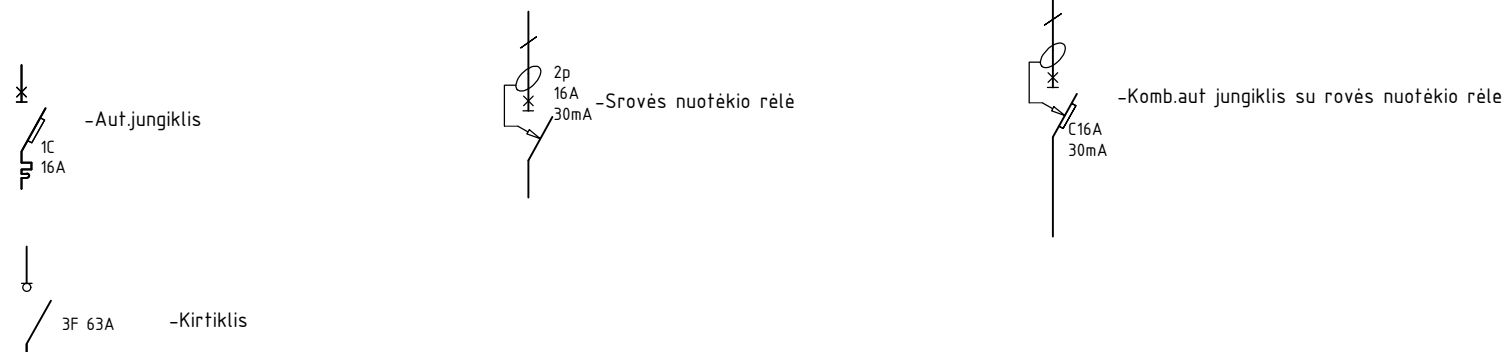 -Aut.jungiklis
1C
16A
2p
16A
30mA
-Srovės nuotėkio rėlė
-Komb.aut jungiklis su rovės nuotėkio rėle
C16A
30mA
3F 63A
-Kirtiklis